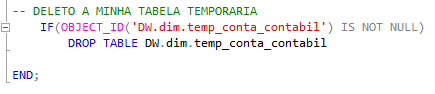 -- DELETO A MINHA TABELA TEMPORARIA
IF(OBJECT_ID('DW.dim.temp_conta_contabil') IS NOT NULL)
DROP TABLE DW.dim.temp_conta_contabil
END;